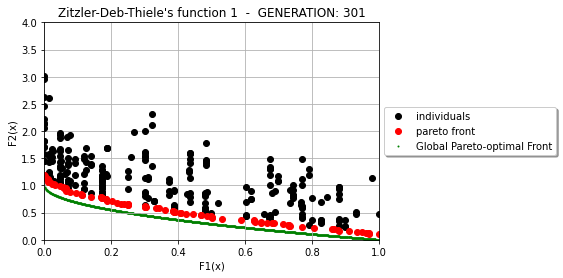 Zitzler-Deb-Thiele's function 1 - GENERATION: 301
4.0
3.5
3.0
2.5
2.0
1.5
1.0
0.5
0.0
F2(x)
0.0 0.2 0.4 0.6 0.8 1.0
F1(x)
individuals
pareto front
Global Pareto-optimal Front